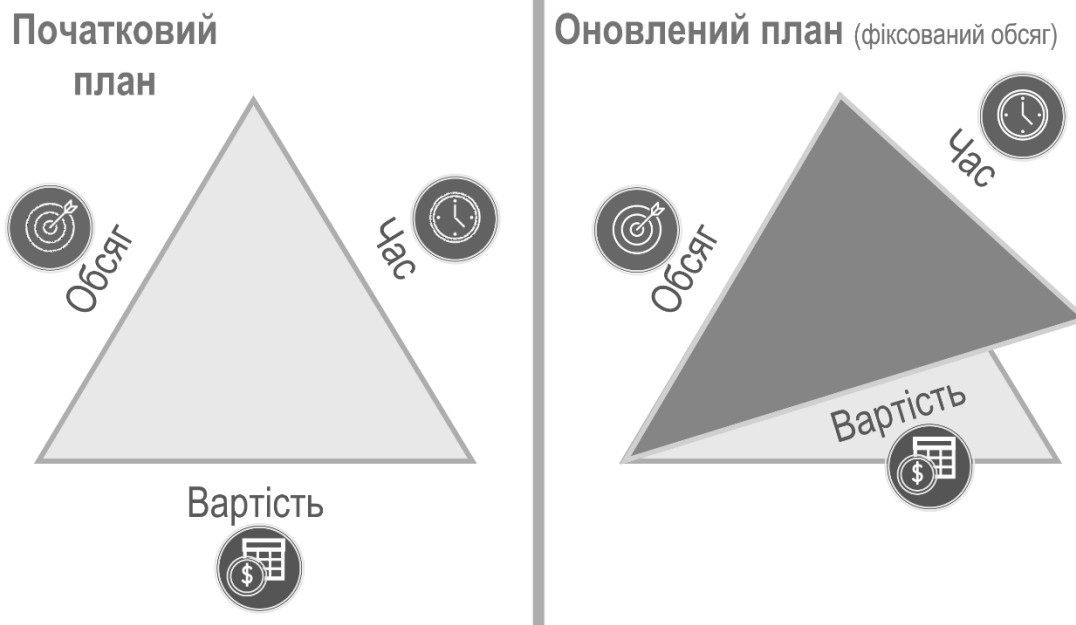 Початковий
план
Обсяг
Час
Вартість
$
Оновлений план (фіксований обсяг)
Обсяг
Час
Вартість
$